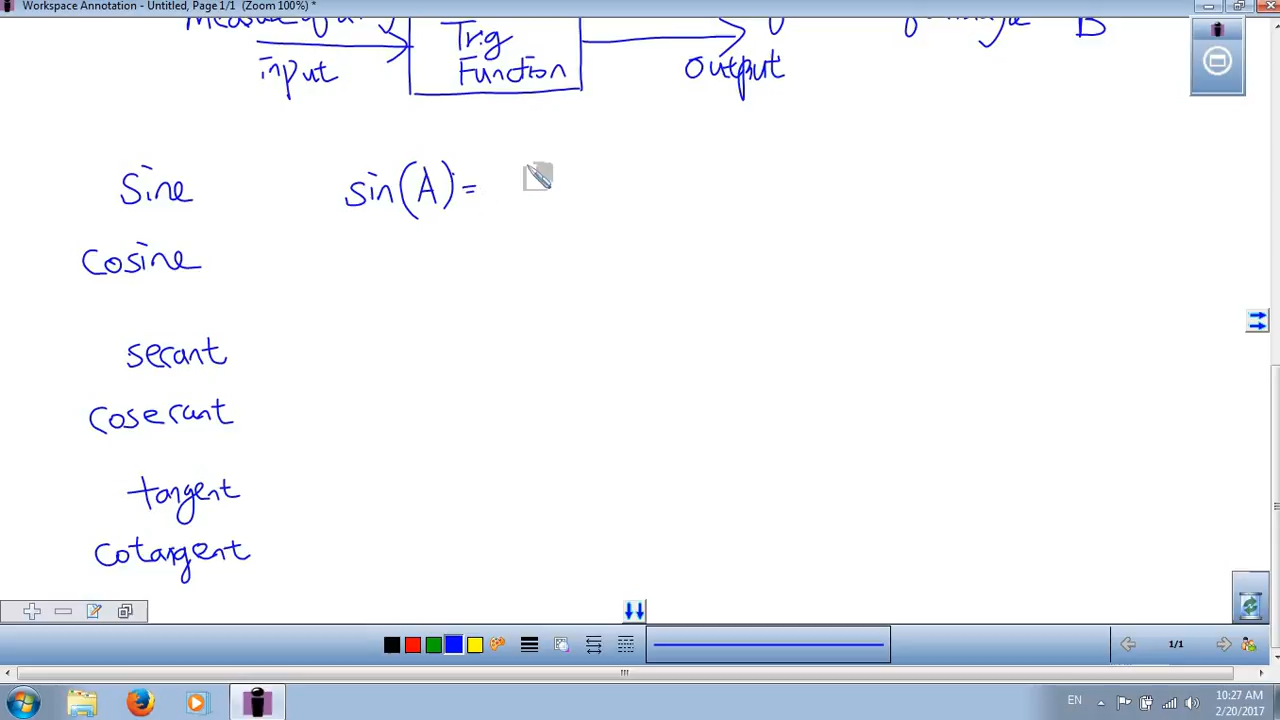 Workspace Annotation - Untitled, Page 1/1 (Zoom 100%) *
Trig
Function
input
output
B
Sine
sin(A)=
Cosine
secant
cosecant
tangent
cotangent
1/1
EN
10:27 AM
2/20/2017